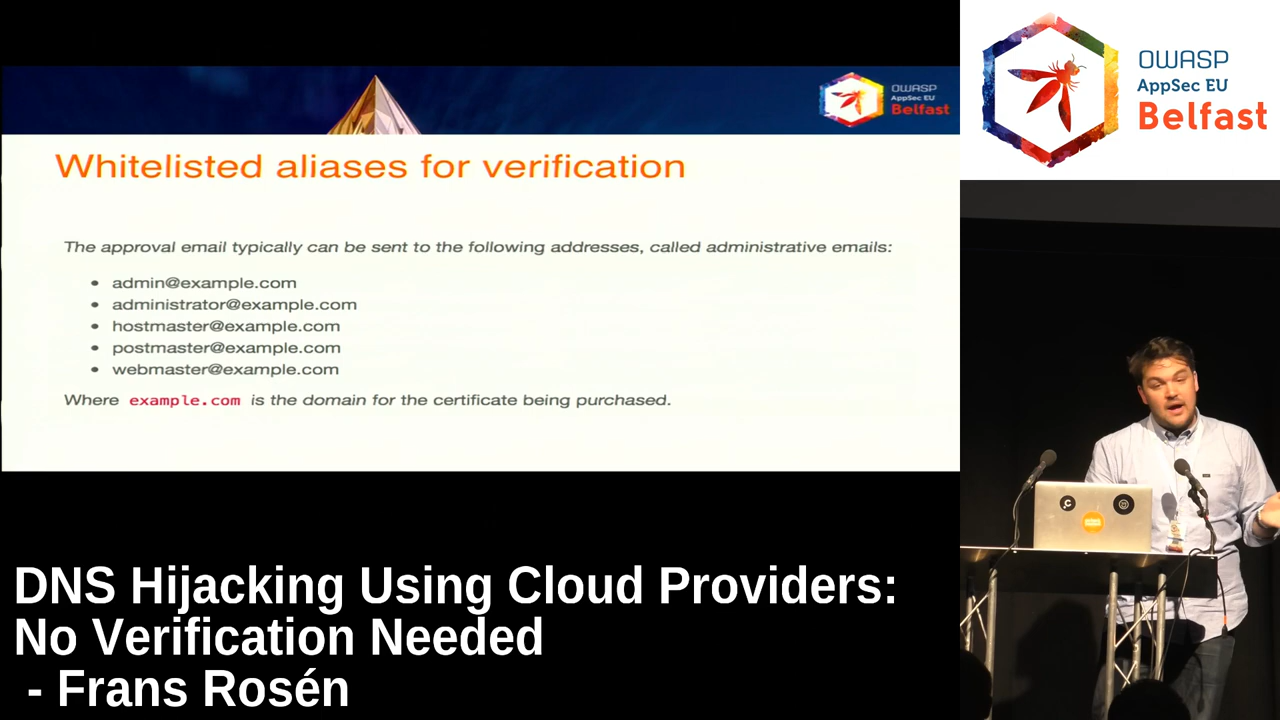 OWASP
AppSec EU
Belfast
Whitelisted aliases for verification
The approval email typically can be sent to the following addresses, called administrative emails:
• admin@example.com
• administrator@example.com
• hostmaster@example.com
• postmaster@example.com
• webmaster@example.com
Where example.com is the domain for the certificate being purchased.
OWASP
AppSec EU
Belfast
DNS Hijacking Using Cloud Providers:
No Verification Needed
- Frans Rosén